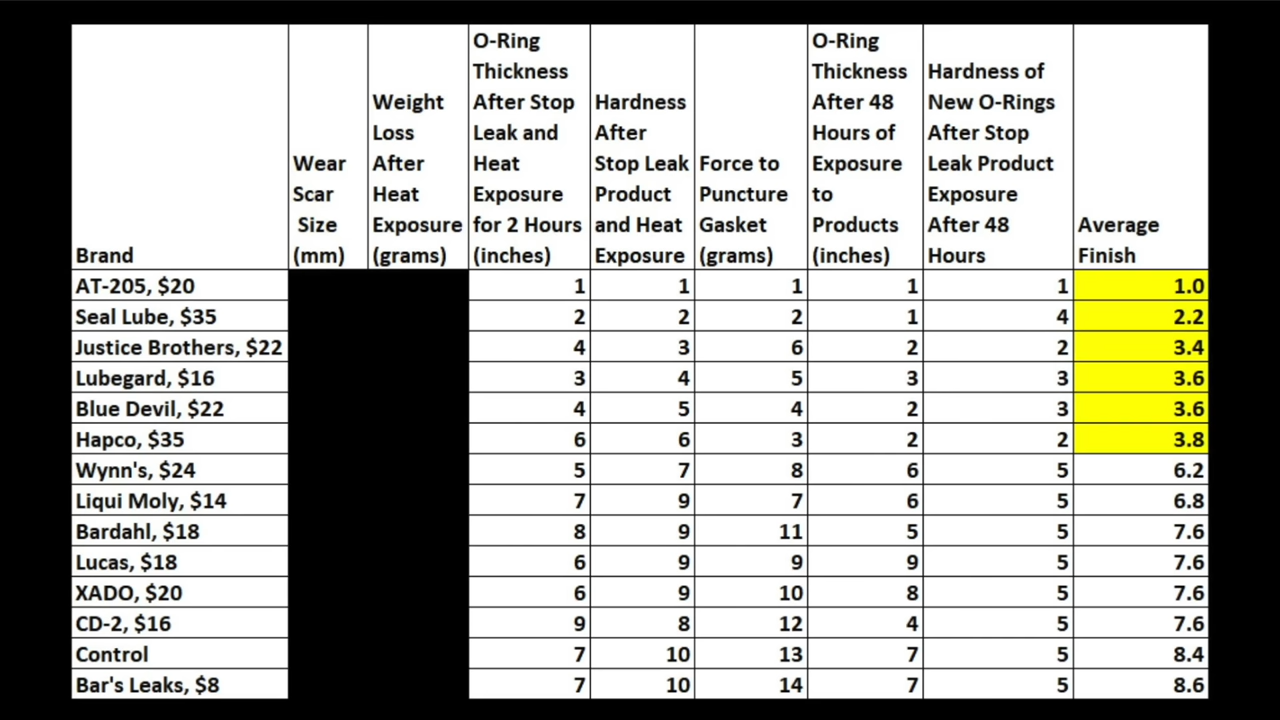 Brand
Wear Scar Size (mm)
Weight Loss After Heat Exposure (grams)
O-Ring Thickness After Stop Leak and Heat Exposure for 2 Hours (inches)
Hardness After Stop Leak Product and Heat Exposure
Force to Puncture Gasket (grams)
O-Ring Thickness After 48 Hours of Exposure to Products (inches)
Hardness of New O-Rings After Stop Leak Product Exposure After 48 Hours
Average Finish
AT-205, $20 1 1 1 1 1 1.0
Seal Lube, $35 2 2 2 1 4 2.2
Justice Brothers, $22 4 3 6 2 2 3.4
Lubegard, $16 3 4 5 3 3 3.6
Blue Devil, $22 4 5 4 2 3 3.6
Hapco, $35 6 6 3 2 2 3.8
Wynn's, $24 5 7 8 6 5 6.2
Liqui Moly, $14 7 9 7 6 5 6.8
Bardahl, $18 8 9 11 5 5 7.6
Lucas, $18 6 9 9 9 5 7.6
XADO, $20 6 9 10 8 5 7.6
CD-2, $16 9 8 12 4 5 7.6
Control 7 10 13 7 5 8.4
Bar's Leaks, $8 7 10 14 7 5 8.6